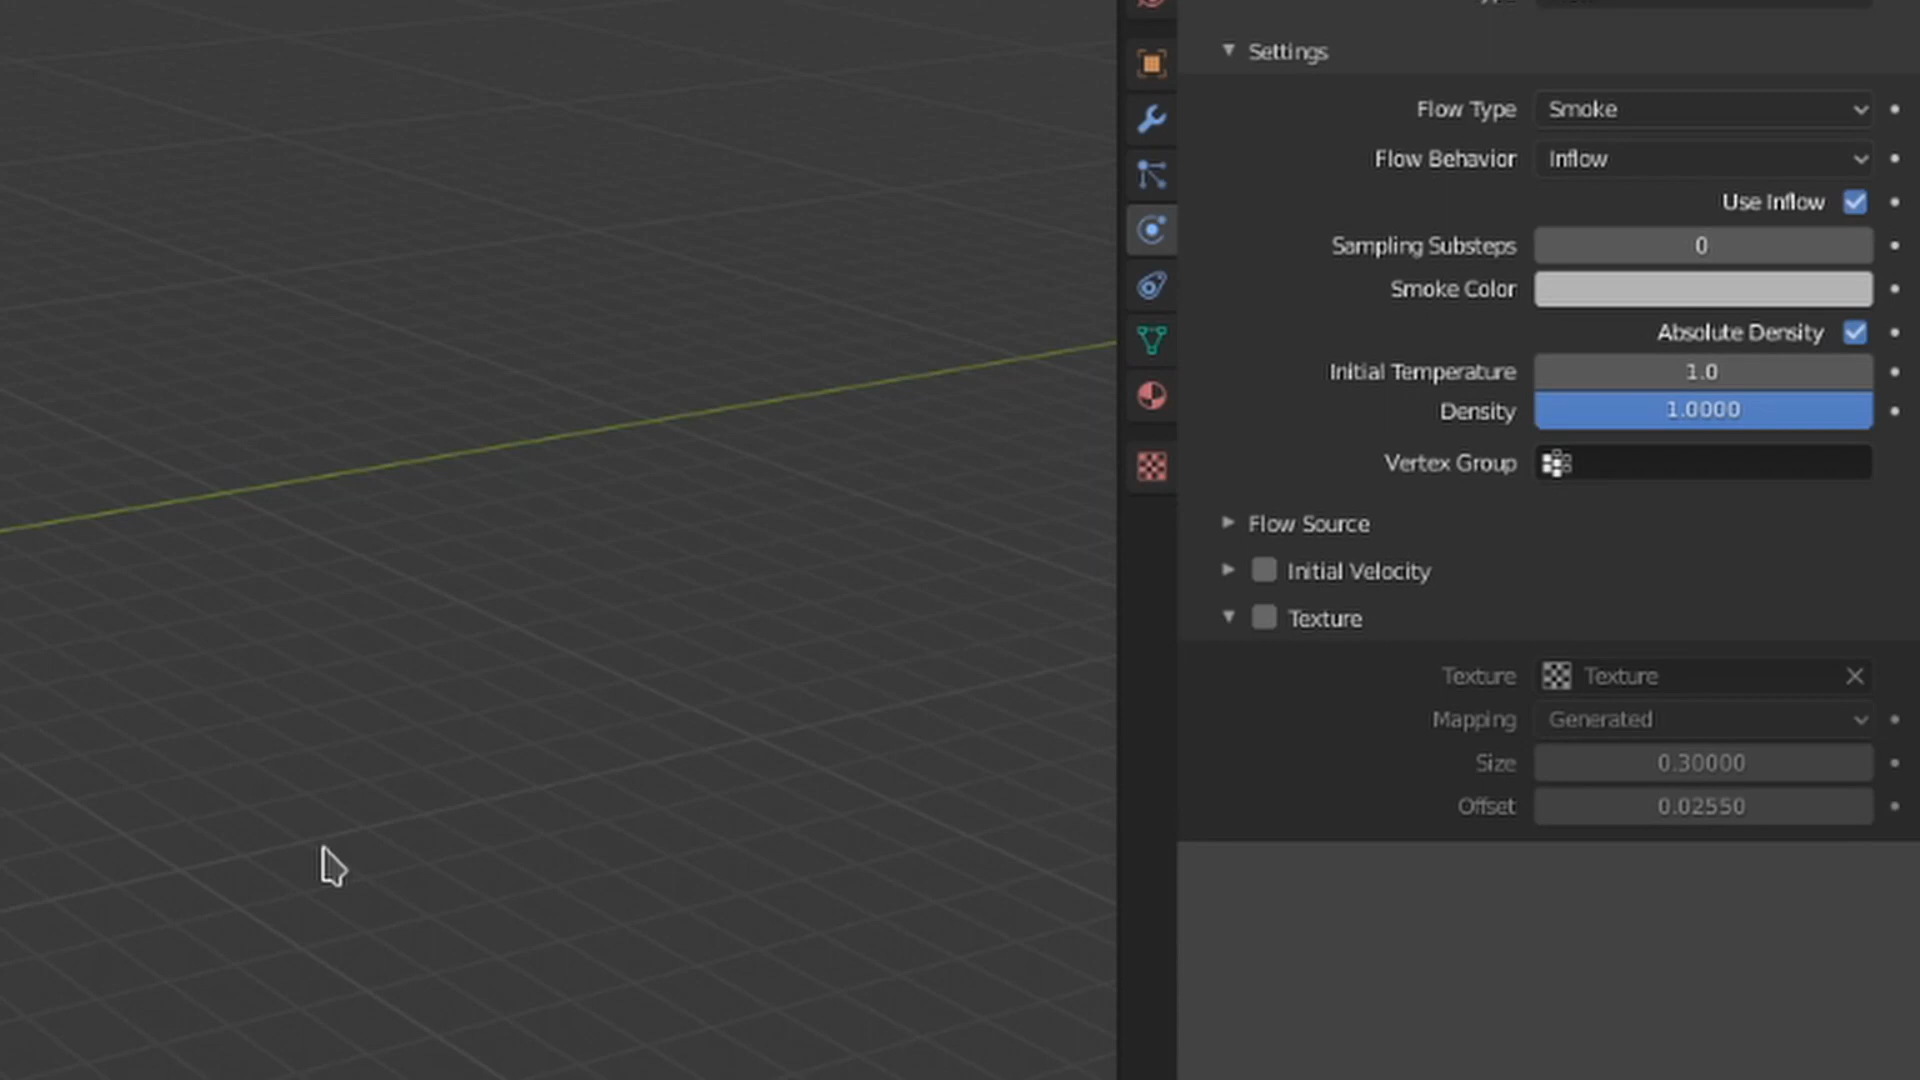 Settings
Flow Type Smoke
Flow Behavior Inflow
Use Inflow
Sampling Substeps 0
Smoke Color
Absolute Density
Initial Temperature 1.0
Density 1.0000
Vertex Group
Flow Source
Initial Velocity
Texture
Texture Texture
Mapping Generated
Size 0.30000
Offset 0.02550